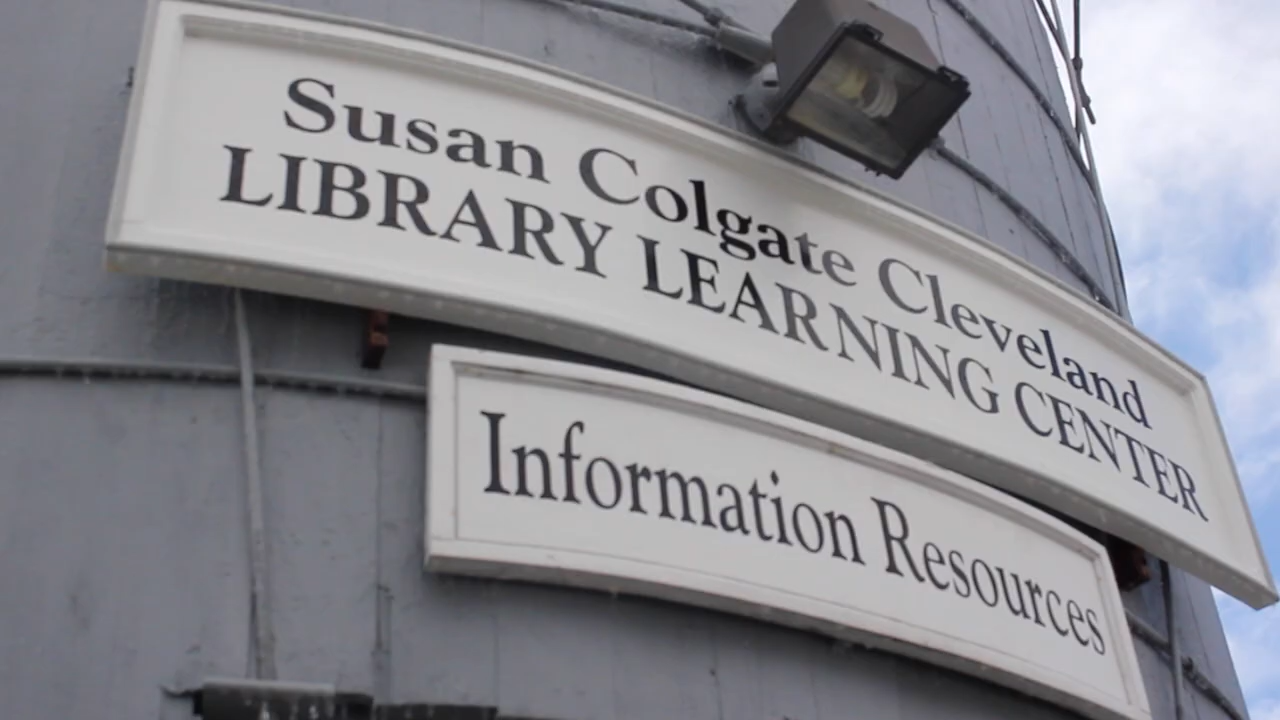 Susan Colgate Cleveland
LIBRARY LEARNING CENTER
Information Resources